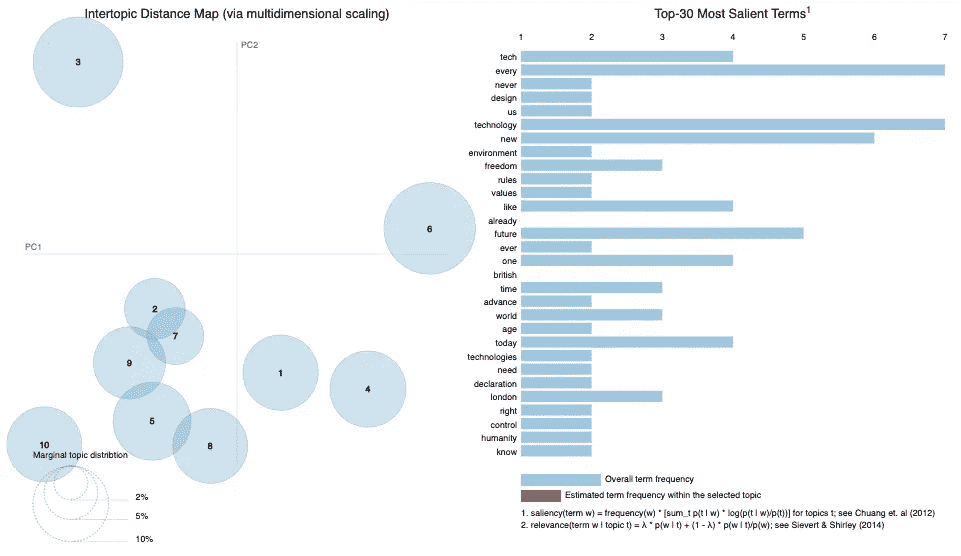 Intertopic Distance Map (via multidimensional scaling)
PC2
3
6
PC1
2
7
9
1
4
5
8
10
Marginal topic distribtion
2%
5%
10%
Top-30 Most Salient Terms1
1 2 3 4 5 6 7
tech
every
never
design
us
technology
new
environment
freedom
rules
values
like
already
future
ever
one
british
time
advance
world
age
today
technologies
need
declaration
london
right
control
humanity
know
Overall term frequency
Estimated term frequency within the selected topic
1. saliency(term w) = frequency(w) * [sum_t p(t | w) * log(p(t | w)/p(t))] for topics t; see Chuang et. al (2012)
2. relevance(term w | topic t) = λ * p(w | t) + (1 - λ) * p(w | t)/p(w); see Sievert & Shirley (2014)